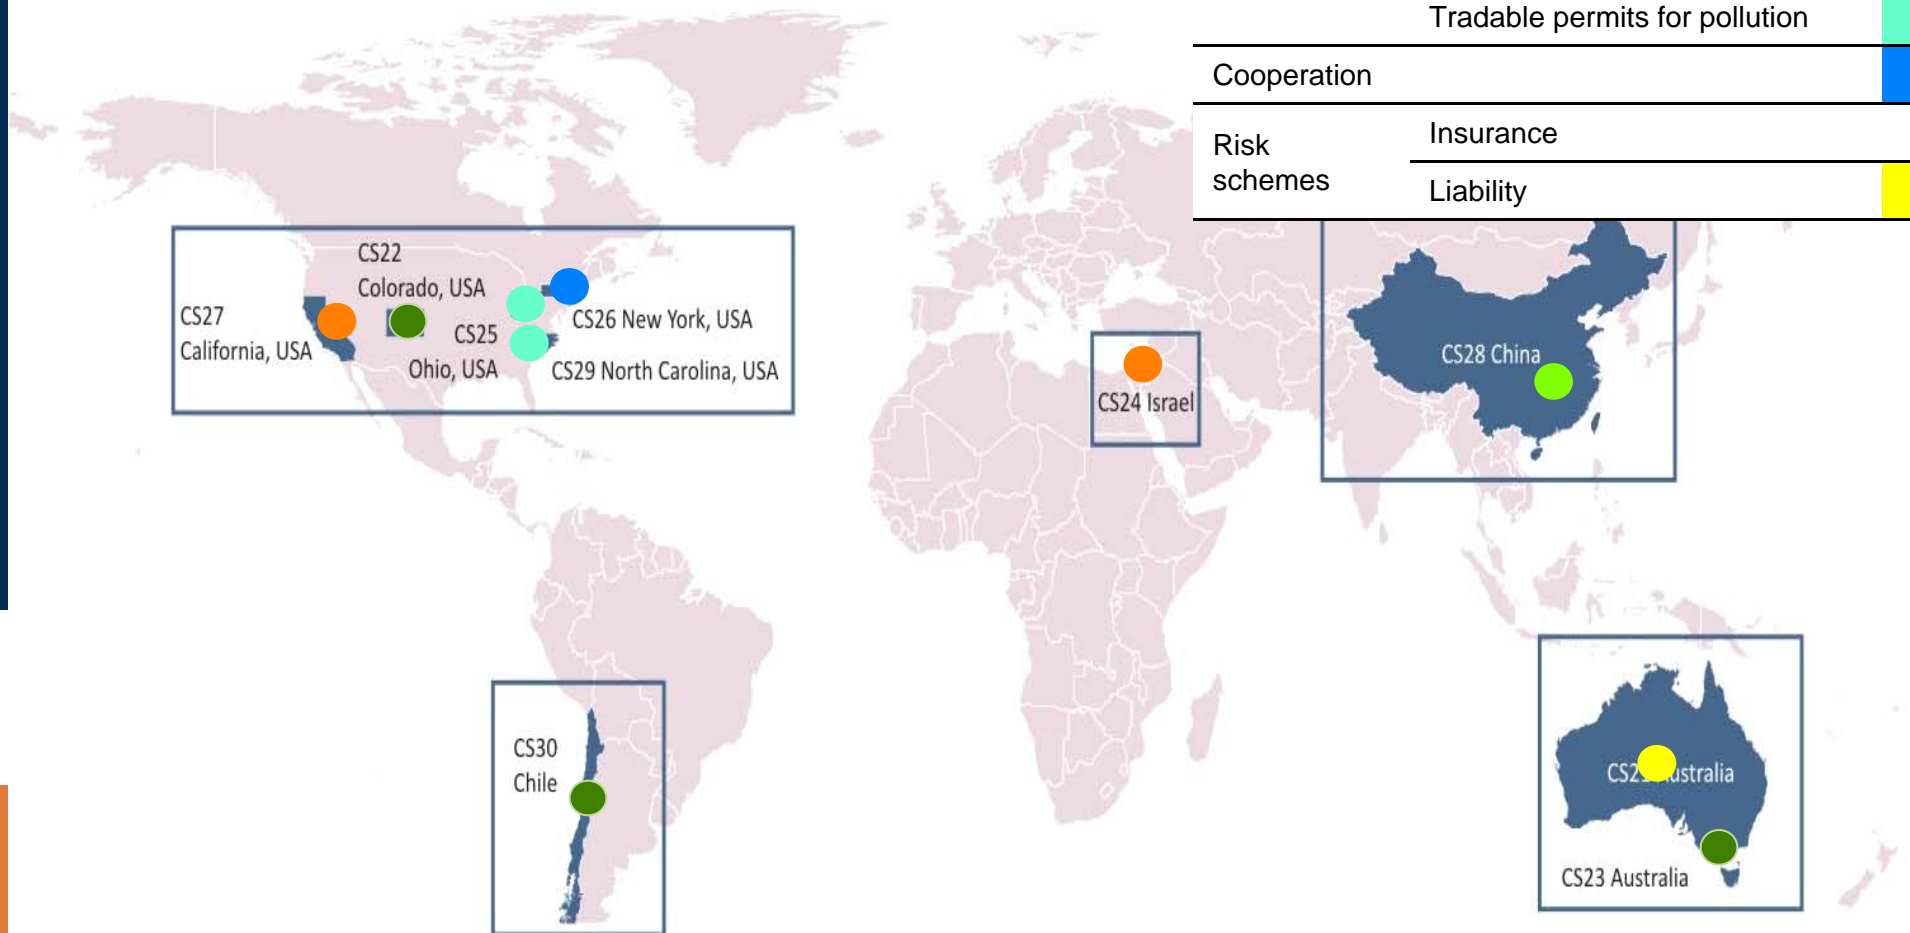 Tradable permits for pollution
Cooperation
Risk
schemes
Insurance
Liability
CS22
Colorado, USA
CS27
California, USA
CS25
Ohio, USA
CS26 New York, USA
CS29 North Carolina, USA
CS24 Israel
CS28 China
CS30
Chile
CS23 Australia